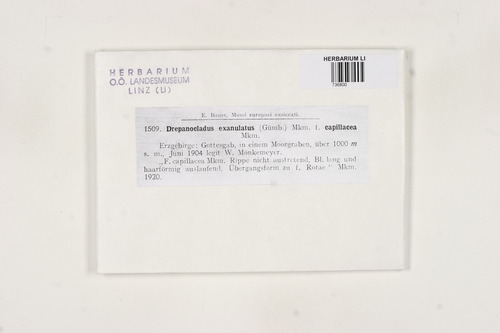 HERBARIUM
O.Ö. LANDESMUSEUM
LINZ (LI)
HERBARIUM LI
736800
E. Bauer, Musci europaei exsiccati.
1509. Drepanocladus exanulatus (Gümb.) Mkm. f. capillacea
Mkm.
Erzgebirge: Gottesgab, in einem Moorgraben, über 1000 m
s. m., Juni 1904 legit W. Mönkemeyer.
„F. capillacea Mkm. Rippe nicht austretend, Bl. lang und
haarförmig auslaufend. Übergangsform zu f. Rotae“ Mkm.
1920.